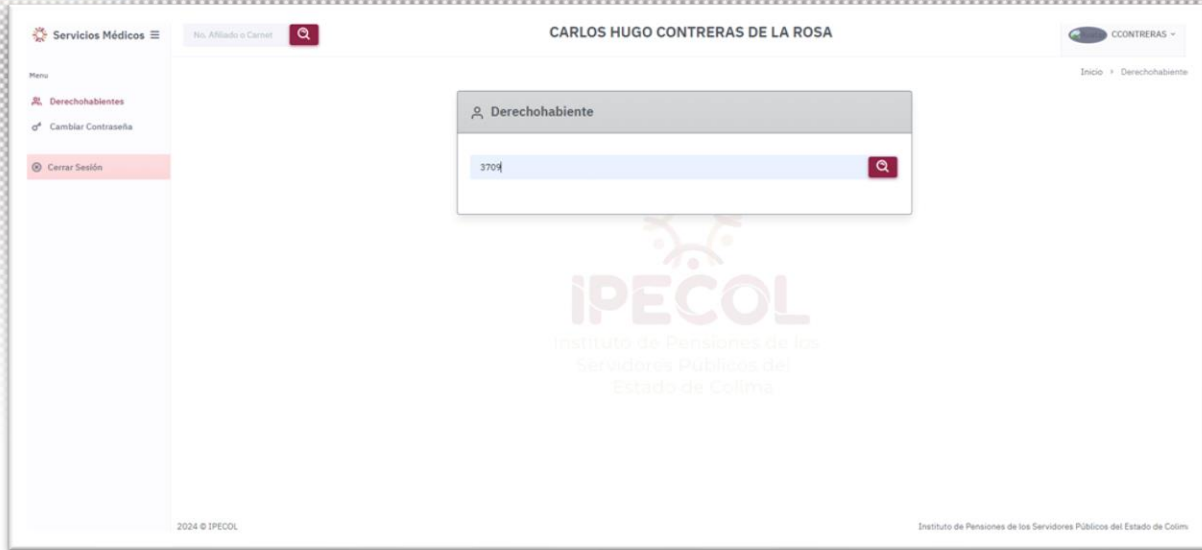 Servicios Médicos
No. Afiliado o Carnet
CARLOS HUGO CONTRERAS DE LA ROSA
CCONTRERAS
Inicio > Derechohabiente
Menu
Derechohabientes
Cambiar Contraseña
Cerrar Sesión
Derechohabiente
3709
IPECOL
Instituto de Pensiones de los
Servidores Públicos del
Estado de Colima
2024 © IPECOL
Instituto de Pensiones de los Servidores Públicos del Estado de Colim